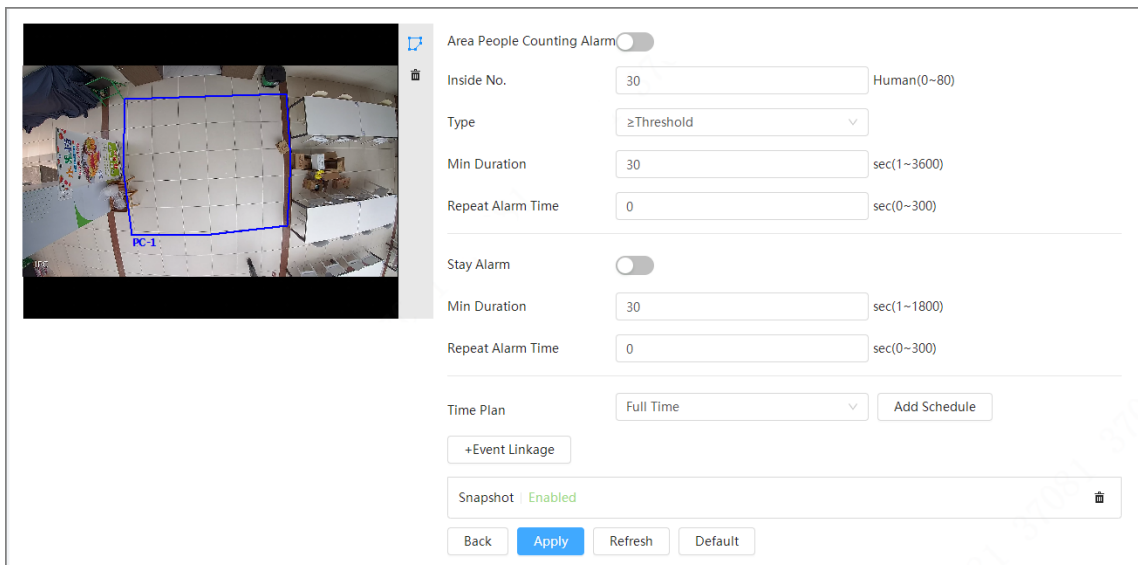 Area People Counting Alarm
Inside No. 30 Human(0~80)
Type ≥Threshold
Min Duration 30 sec(1~3600)
Repeat Alarm Time 0 sec(0~300)
PC-1
IPC
Stay Alarm
Min Duration 30 sec(1~1800)
Repeat Alarm Time 0 sec(0~300)
Time Plan Full Time Add Schedule
+Event Linkage
Snapshot Enabled
Back Apply Refresh Default